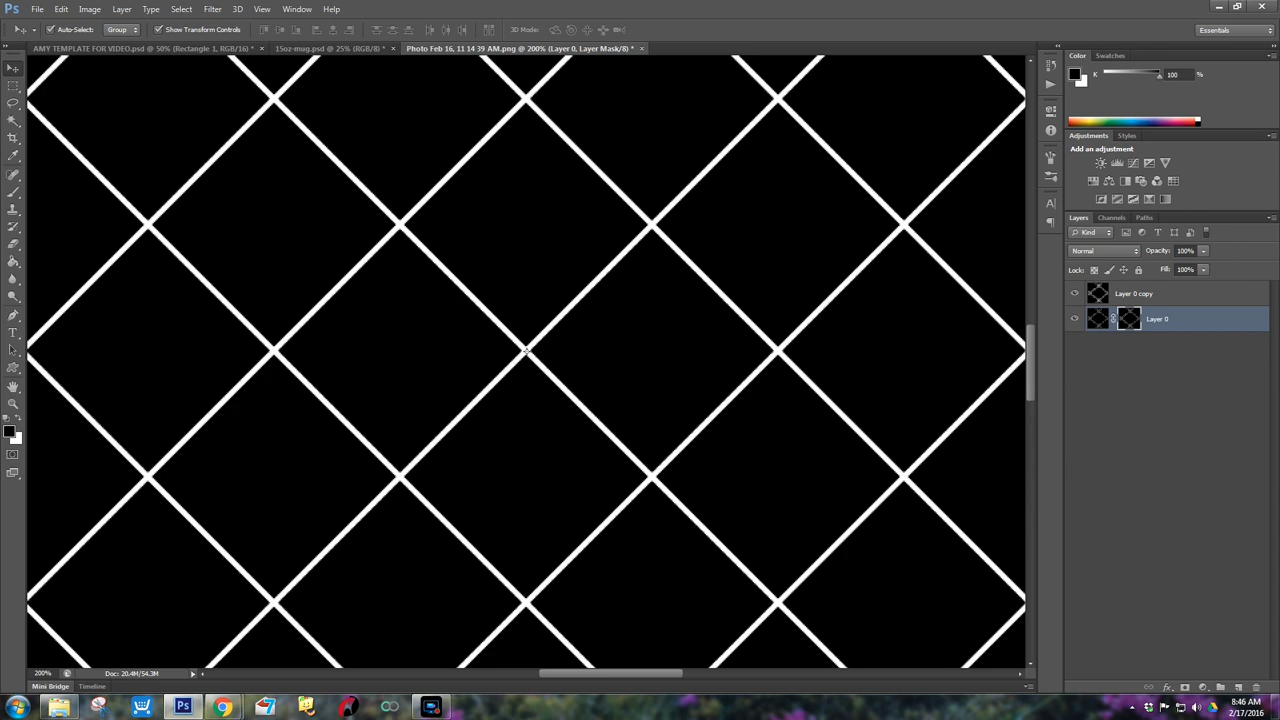 Ps File Edit Image Layer Type Select Filter 3D View Window Help
Auto-Select: Group Show Transform Controls 3D Mode: Essentials
AMY TEMPLATE FOR VIDEO.psd @ 50% (Rectangle 1, RGB/16) * × 15oz-mug.psd @ 25% (RGB/8) * × Photo Feb 16, 11 14 39 AM.png @ 200% (Layer 0, Layer Mask/8) * ×
Color Swatches
K 100 %
Adjustments Styles
Add an adjustment
Layers Channels Paths
Kind
Normal Opacity: 100%
Lock: Fill: 100%
Layer 0 copy
Layer 0
200% Doc: 20.4M/54.3M
Mini Bridge Timeline
8:46 AM
2/17/2016